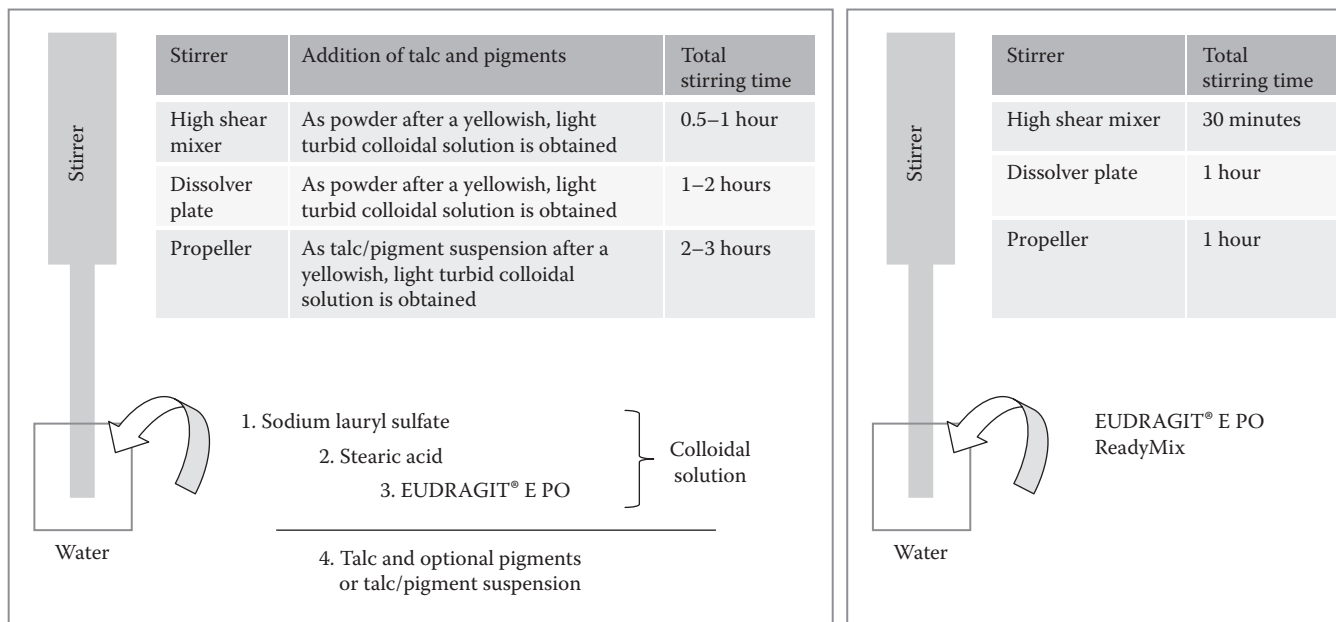 Stirrer
Stirrer Addition of talc and pigments Total
stirring time
High shear As powder after a yellowish, light 0.5–1 hour
mixer turbid colloidal solution is obtained
Dissolver As powder after a yellowish, light 1–2 hours
plate turbid colloidal solution is obtained
Propeller As talc/pigment suspension after a 2–3 hours
yellowish, light turbid colloidal
solution is obtained
1. Sodium lauryl sulfate
2. Stearic acid
3. EUDRAGIT® E PO
Colloidal
solution
Water
4. Talc and optional pigments
or talc/pigment suspension
Stirrer
Stirrer Total
stirring time
High shear mixer 30 minutes
Dissolver plate 1 hour
Propeller 1 hour
EUDRAGIT® E PO
ReadyMix
Water